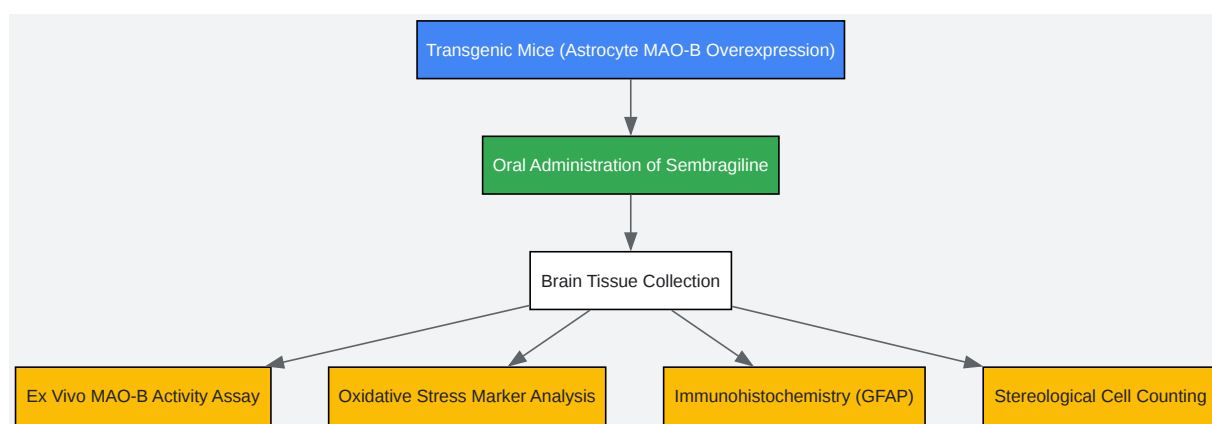 Transgenic Mice (Astrocyte MAO-B Overexpression)
Oral Administration of Sembragiline
Brain Tissue Collection
Ex Vivo MAO-B Activity Assay
Oxidative Stress Marker Analysis
Immunohistochemistry (GFAP)
Stereological Cell Counting